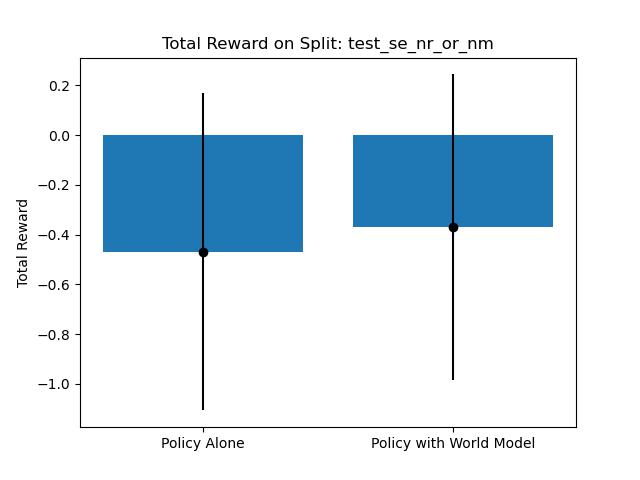 Total Reward on Split: test_se_nr_or_nm
Total Reward
0.2
0.0
−0.2
−0.4
−0.6
−0.8
−1.0
Policy Alone
Policy with World Model